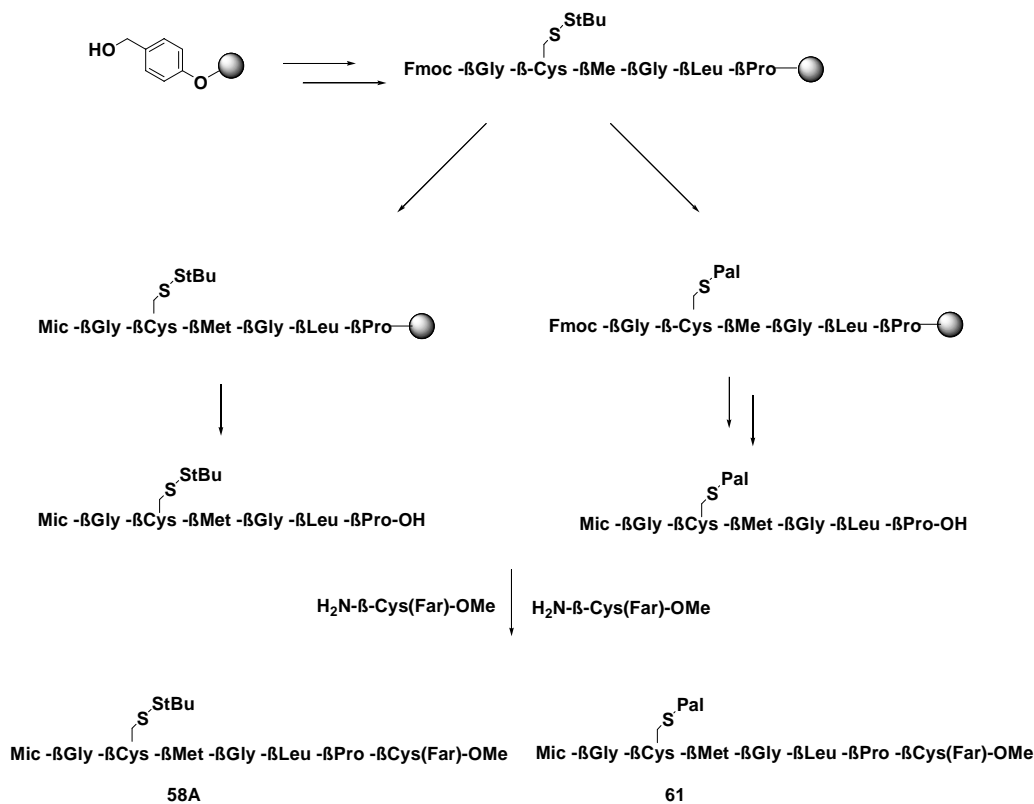 HO
O
StBu
S
Fmoc -ßGly -ß-Cys -ßMe -ßGly -ßLeu -ßPro
StBu
S
Mic -ßGly -ßCys -ßMet -ßGly -ßLeu -ßPro
Pal
S
Fmoc -ßGly -ß-Cys -ßMe -ßGly -ßLeu -ßPro
StBu
S
Mic -ßGly -ßCys -ßMet -ßGly -ßLeu -ßPro-OH
Pal
S
Mic -ßGly -ßCys -ßMet -ßGly -ßLeu -ßPro-OH
H2N-ß-Cys(Far)-OMe
H2N-ß-Cys(Far)-OMe
StBu
S
Mic -ßGly -ßCys -ßMet -ßGly -ßLeu -ßPro -ßCys(Far)-OMe
58A
Pal
S
Mic -ßGly -ßCys -ßMet -ßGly -ßLeu -ßPro -ßCys(Far)-OMe
61